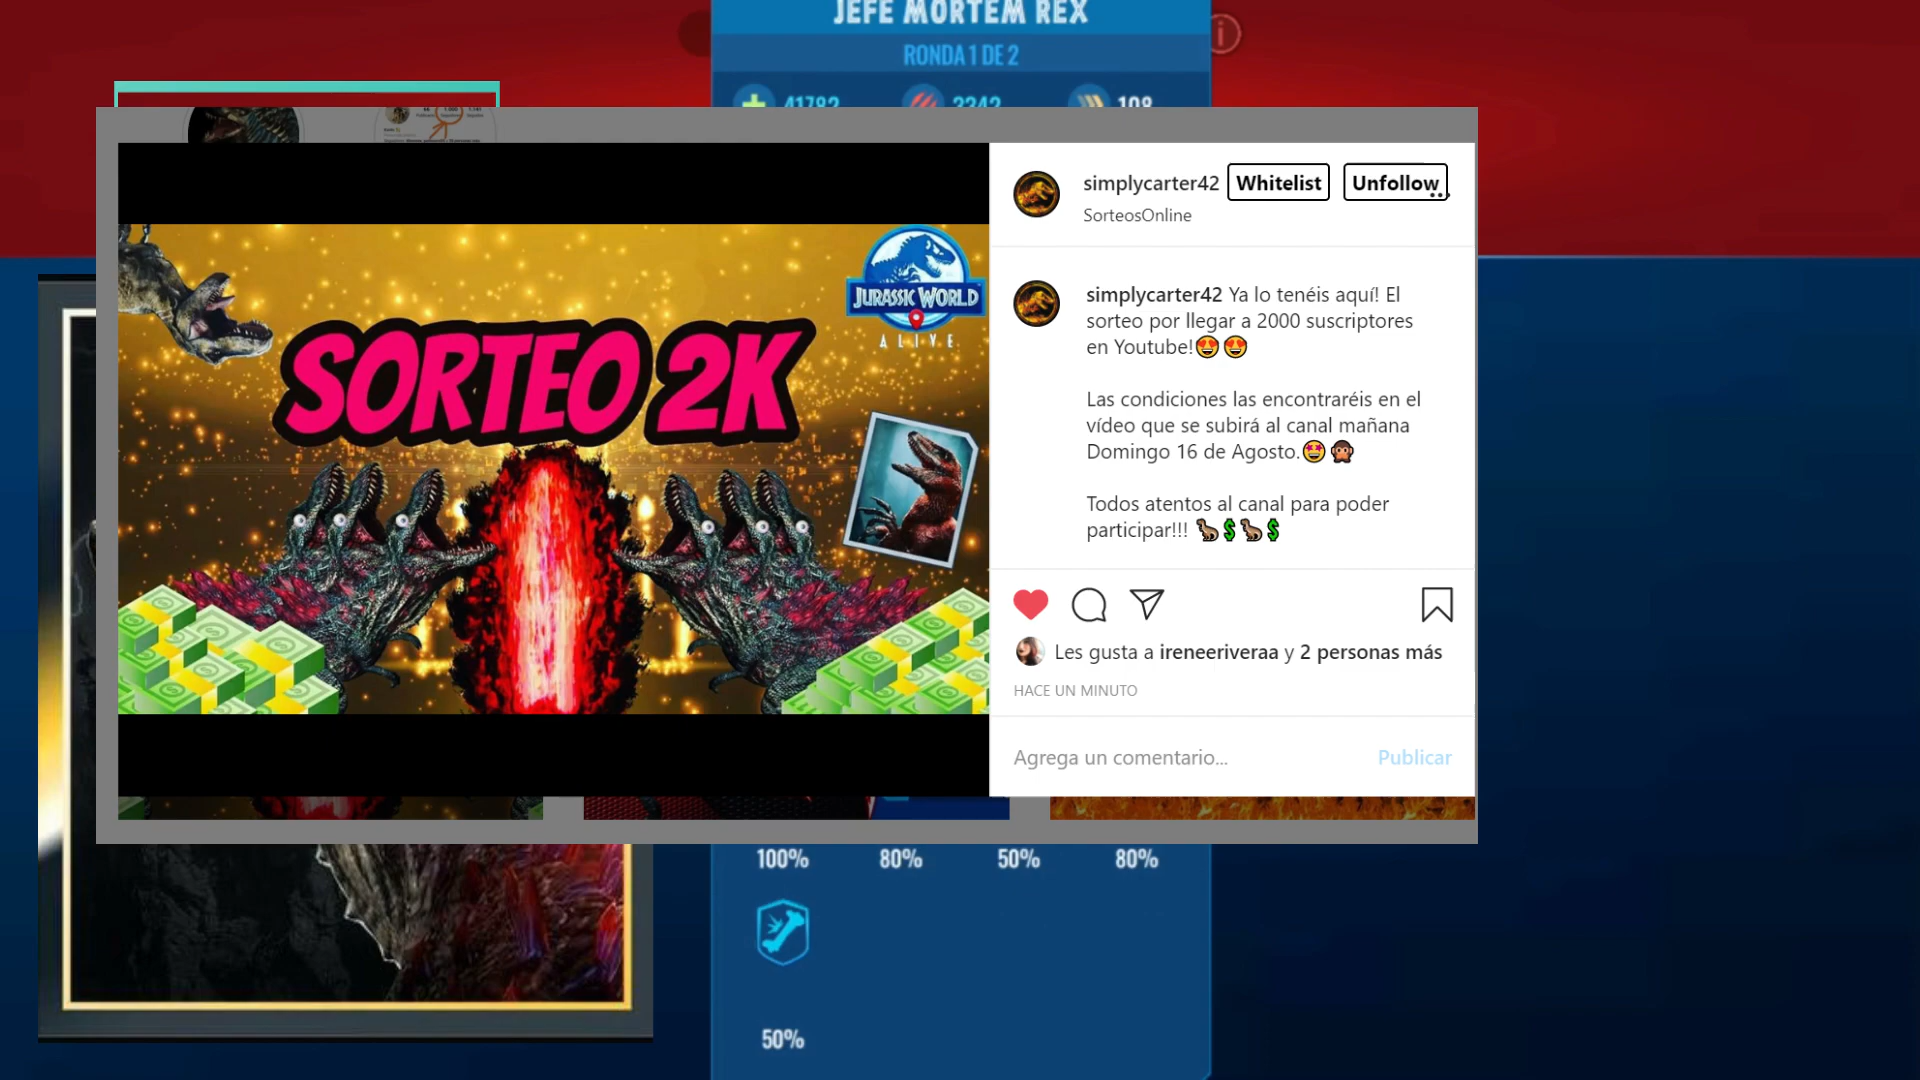 JEFE MORTEM REX
RONDA 1 DE 2
41792 3342 108
simplycarter42 Whitelist Unfollow
SorteosOnline
JURASSIC WORLD
ALIVE
SORTEO 2K
simplycarter42 Ya lo tenéis aquí! El
sorteo por llegar a 2000 suscriptores
en Youtube!😍😍
Las condiciones las encontraréis en el
vídeo que se subirá al canal mañana
Domingo 16 de Agosto.🤩🙊
Todos atentos al canal para poder
participar!!! 🦖💲🦖💲
Les gusta a ireneeriveraa y 2 personas más
HACE UN MINUTO
Agrega un comentario... Publicar
100% 80% 50% 80%
50%